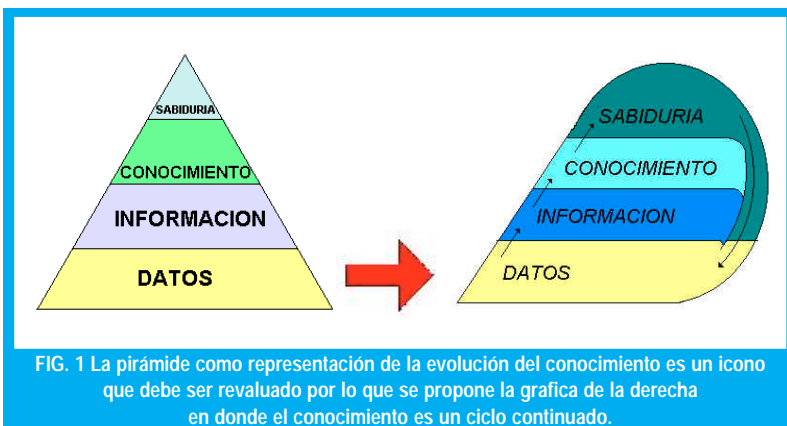 SABIDURIA
CONOCIMIENTO
INFORMACION
DATOS
SABIDURIA
CONOCIMIENTO
INFORMACION
DATOS
FIG. 1 La pirámide como representación de la evolución del conocimiento es un icono
que debe ser revaluado por lo que se propone la grafica de la derecha
en donde el conocimiento es un ciclo continuado.